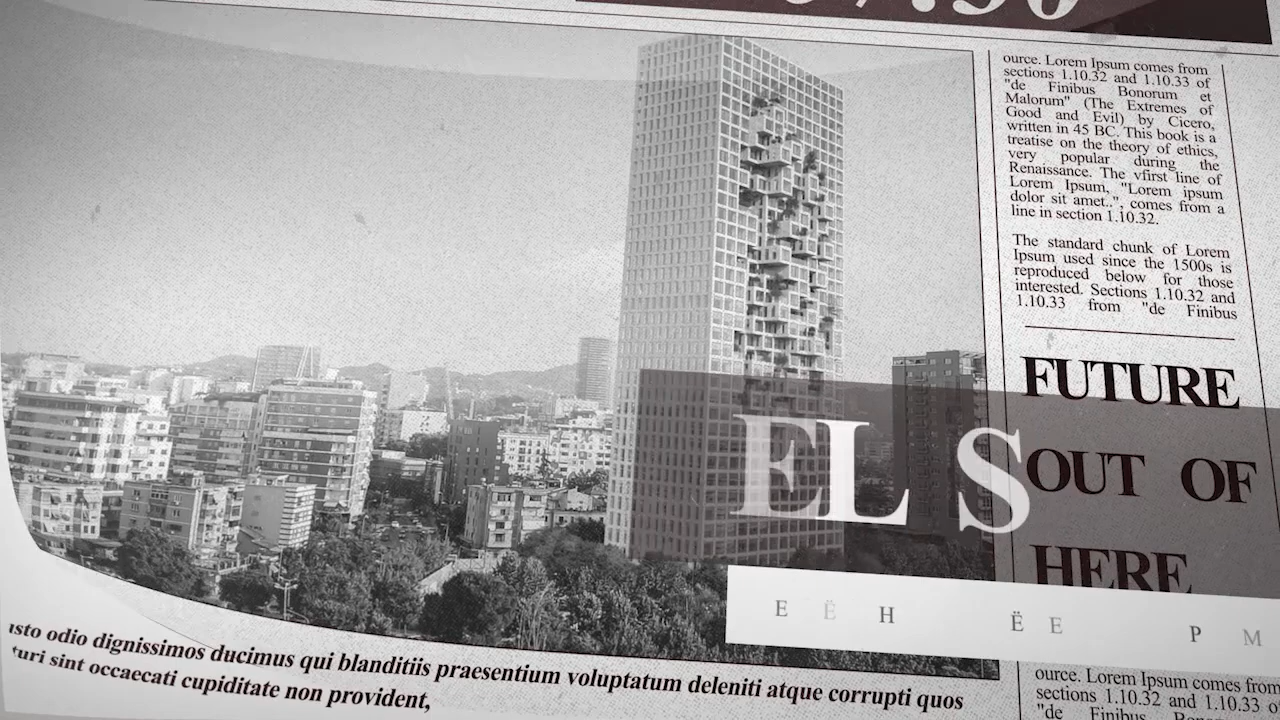 ource. Lorem Ipsum comes from
sections 1.10.32 and 1.10.33 of
"de Finibus Bonorum et
Malorum" (The Extremes of
Good and Evil) by Cicero,
written in 45 BC. This book is a
treatise on the theory of ethics,
very popular during the
Renaissance. The vfirst line of
Lorem Ipsum, "Lorem ipsum
dolor sit amet..", comes from a
line in section 1.10.32.
The standard chunk of Lorem
Ipsum used since the 1500s is
reproduced below for those
interested. Sections 1.10.32 and
1.10.33 from "de Finibus
FUTURE
OUT OF
HERE
EL S
E Ë H Ë E P M
usto odio dignissimos ducimus qui blanditiis praesentium voluptatum deleniti atque corrupti quos
turi sint occaecati cupiditate non provident,
ource. Lorem Ipsum comes from
sections 1.10.32 and 1.10.33 o
"de Finibus Bonorum